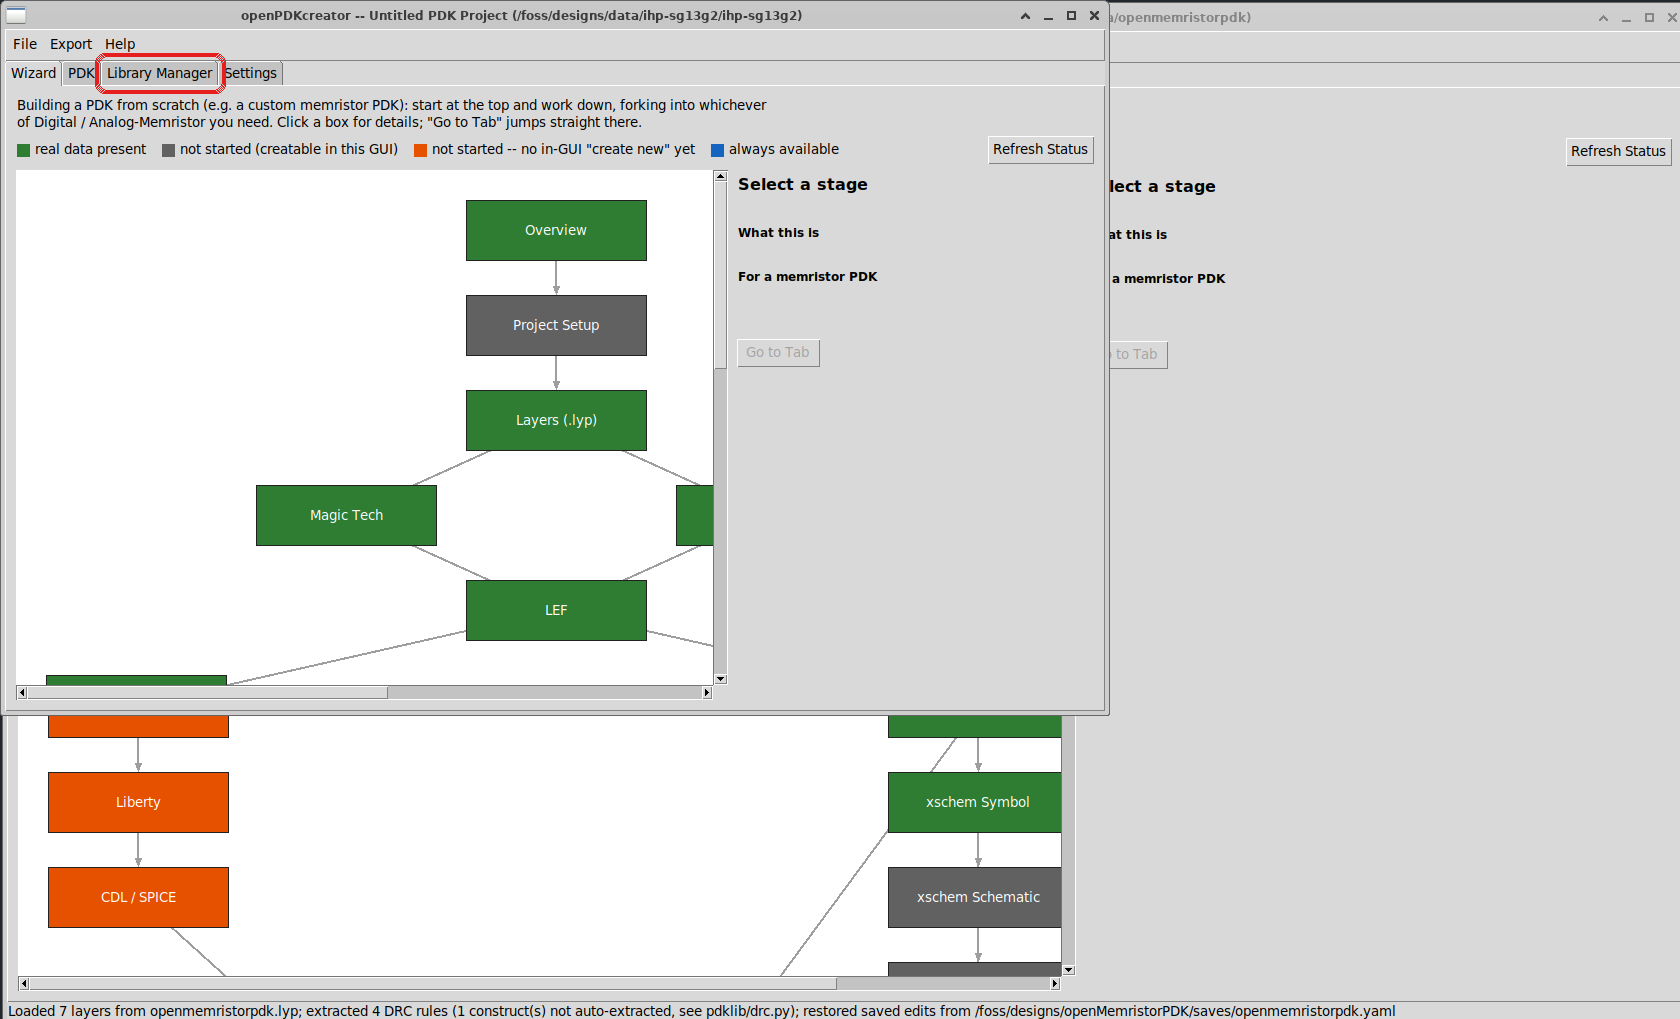 openPDKcreator -- Untitled PDK Project (/foss/designs/data/ihp-sg13g2/ihp-sg13g2)
a/openmemristorpdk)
File Export Help
Wizard PDK Library Manager Settings
Building a PDK from scratch (e.g. a custom memristor PDK): start at the top and work down, forking into whichever
of Digital / Analog-Memristor you need. Click a box for details; "Go to Tab" jumps straight there.
real data present not started (creatable in this GUI) not started -- no in-GUI "create new" yet always available
Refresh Status
Refresh Status
Select a stage
lect a stage
What this is
at this is
For a memristor PDK
a memristor PDK
Go to Tab
to Tab
Overview
Project Setup
Layers (.lyp)
Magic Tech
LEF
Liberty
xschem Symbol
CDL / SPICE
xschem Schematic
Loaded 7 layers from openmemristorpdk.lyp; extracted 4 DRC rules (1 construct(s) not auto-extracted, see pdklib/drc.py); restored saved edits from /foss/designs/openMemristorPDK/saves/openmemristorpdk.yaml